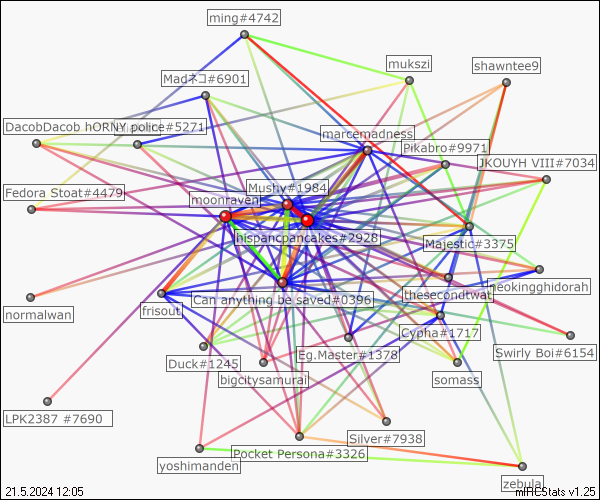 ming#4742
mukszi
shawntee9
Madネコ#6901
DacobDacob hORNY police#5271
marcemadness
Pikabro#9971
JKOUYH VIII#7034
Fedora Stoat#4479
Mushy#1984
moonraven
hispancpancakes#2928
Majestic#3375
Can anything be saved#0396
thesecondtwat
neokingghidorah
normalwan
frisout
Cypha#1717
Swirly Boi#6154
Duck#1245
Eg.Master#1378
bigcitysamurai
somass
LPK2387 #7690
Silver#7938
Pocket Persona#3326
yoshimanden
zebula
21.5.2024 12:05
mIRCStats v1.25